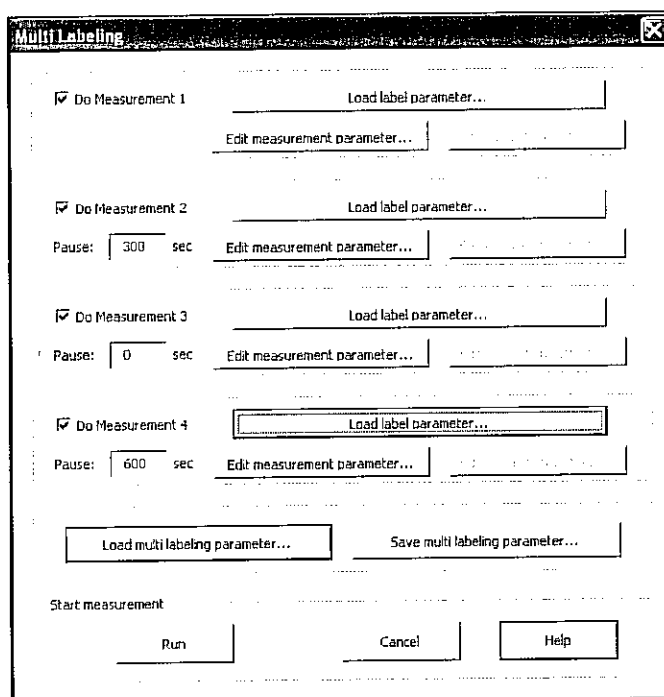 Multi Labeling
Do Measurement 1 Load label parameter...
Edit measurement parameter...
Do Measurement 2 Load label parameter...
Pause: 300 sec Edit measurement parameter...
Do Measurement 3 Load label parameter...
Pause: 0 sec Edit measurement parameter...
Do Measurement 4 Load label parameter...
Pause: 600 sec Edit measurement parameter...
Load multi labeling parameter... Save multi labeling parameter...
Start measurement
Run Cancel Help